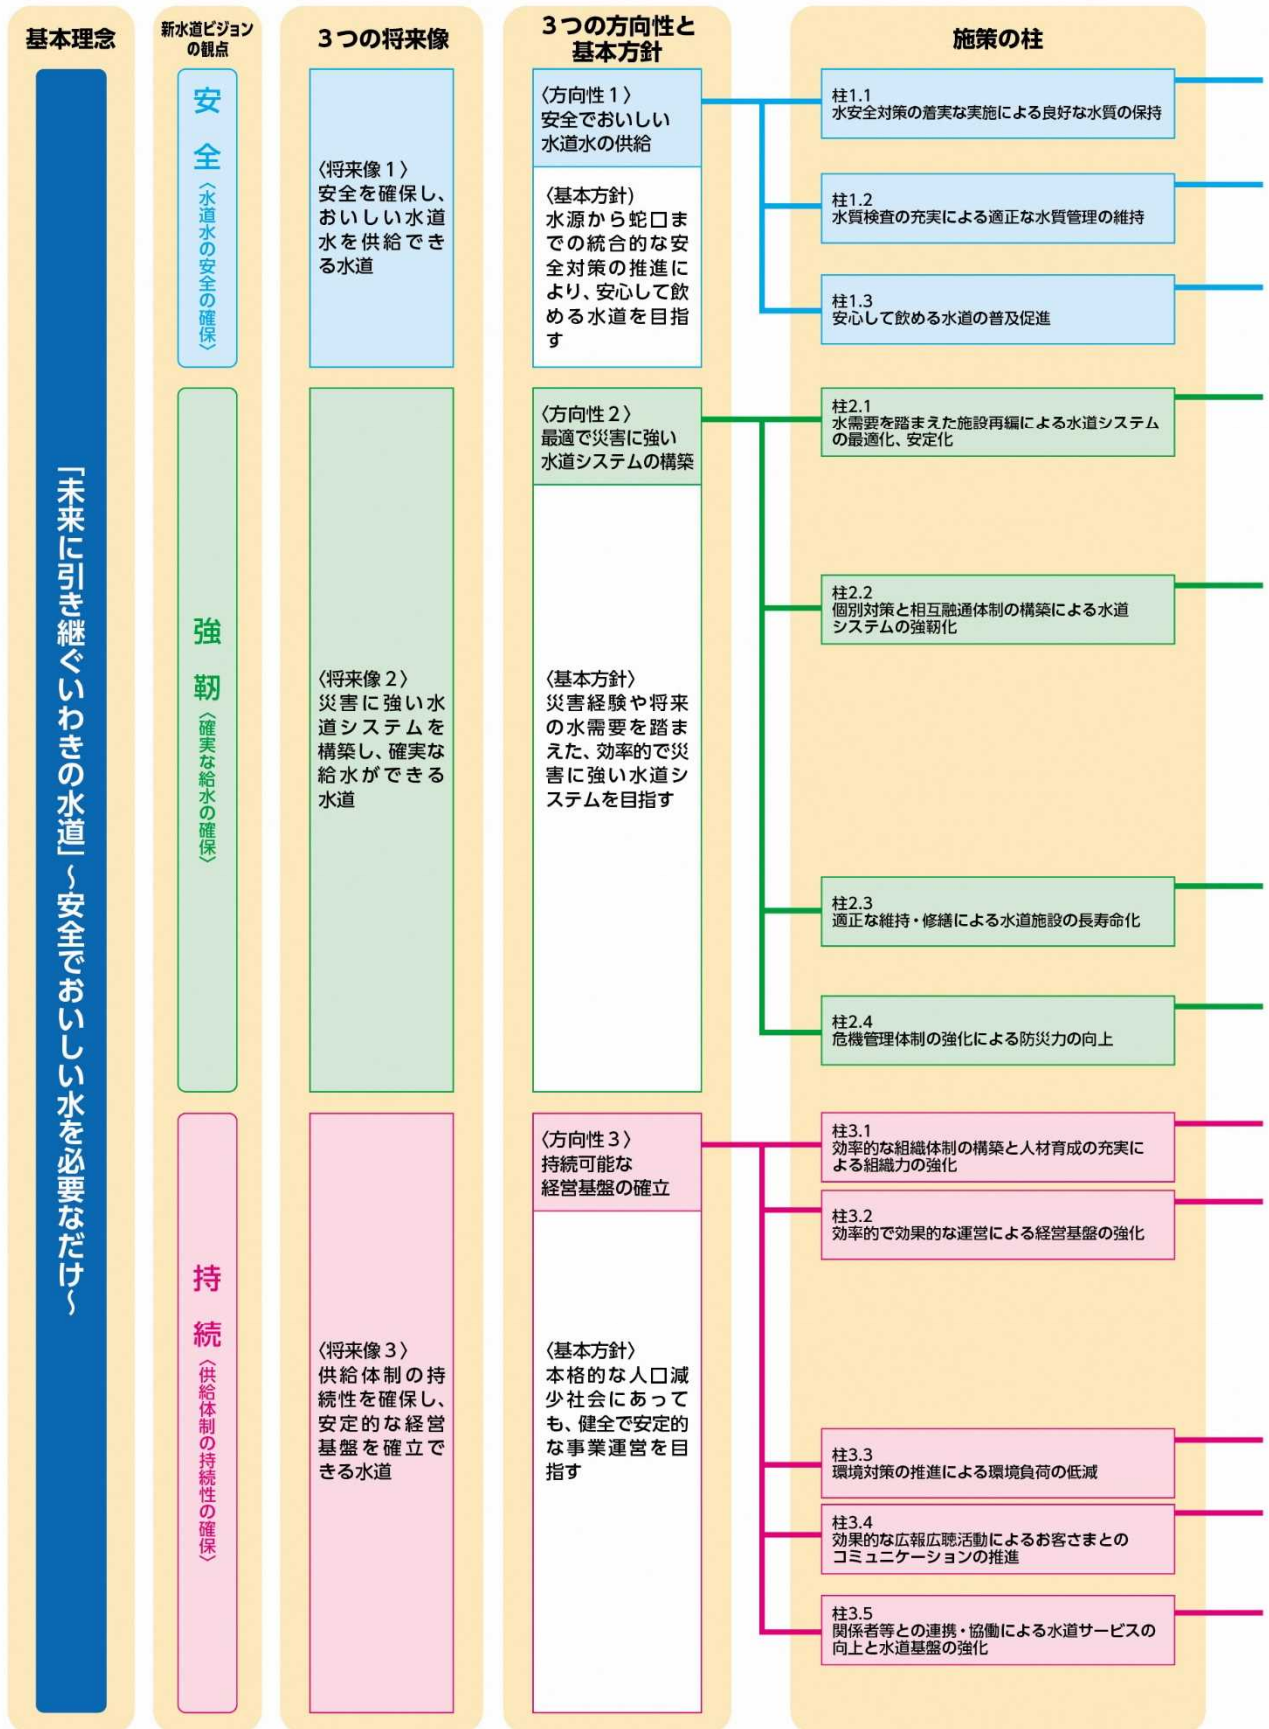 基本理念
新水道ビジョン
の観点
3つの将来像
3つの方向性と
基本方針
施策の柱
「未来に引き継ぐいわきの水道」～安全でおいしい水を必要なだけ～
安全
〈水道水の安全の確保〉
〈将来像1〉
安全を確保し、
おいしい水道
水を供給でき
る水道
〈方向性1〉
安全でおいしい
水道水の供給
〈基本方針)
水源から蛇口ま
での統合的な安
全対策の推進に
より、安心して飲
める水道を目指
す
柱1.1
水安全対策の着実な実施による良好な水質の保持
柱1.2
水質検査の充実による適正な水質管理の維持
柱1.3
安心して飲める水道の普及促進
強靭
〈確実な給水の確保〉
〈将来像2〉
災害に強い水
道システムを
構築し、確実な
給水ができる
水道
〈方向性2〉
最適で災害に強い
水道システムの構築
〈基本方針〉
災害経験や将来
の水需要を踏ま
えた、効率的で災
害に強い水道シ
ステムを目指す
柱2.1
水需要を踏まえた施設再編による水道システム
の最適化、安定化
柱2.2
個別対策と相互融通体制の構築による水道
システムの強靭化
柱2.3
適正な維持・修繕による水道施設の長寿命化
柱2.4
危機管理体制の強化による防災力の向上
持続
〈供給体制の持続性の確保〉
〈将来像3〉
供給体制の持
続性を確保し、
安定的な経営
基盤を確立で
きる水道
〈方向性3〉
持続可能な
経営基盤の確立
〈基本方針〉
本格的な人口減
少社会にあって
も、健全で安定的
な事業運営を目
指す
柱3.1
効率的な組織体制の構築と人材育成の充実に
よる組織力の強化
柱3.2
効率的で効果的な運営による経営基盤の強化
柱3.3
環境対策の推進による環境負荷の低減
柱3.4
効果的な広報広聴活動によるお客さまとの
コミュニケーションの推進
柱3.5
関係者等との連携・協働による水道サービスの
向上と水道基盤の強化